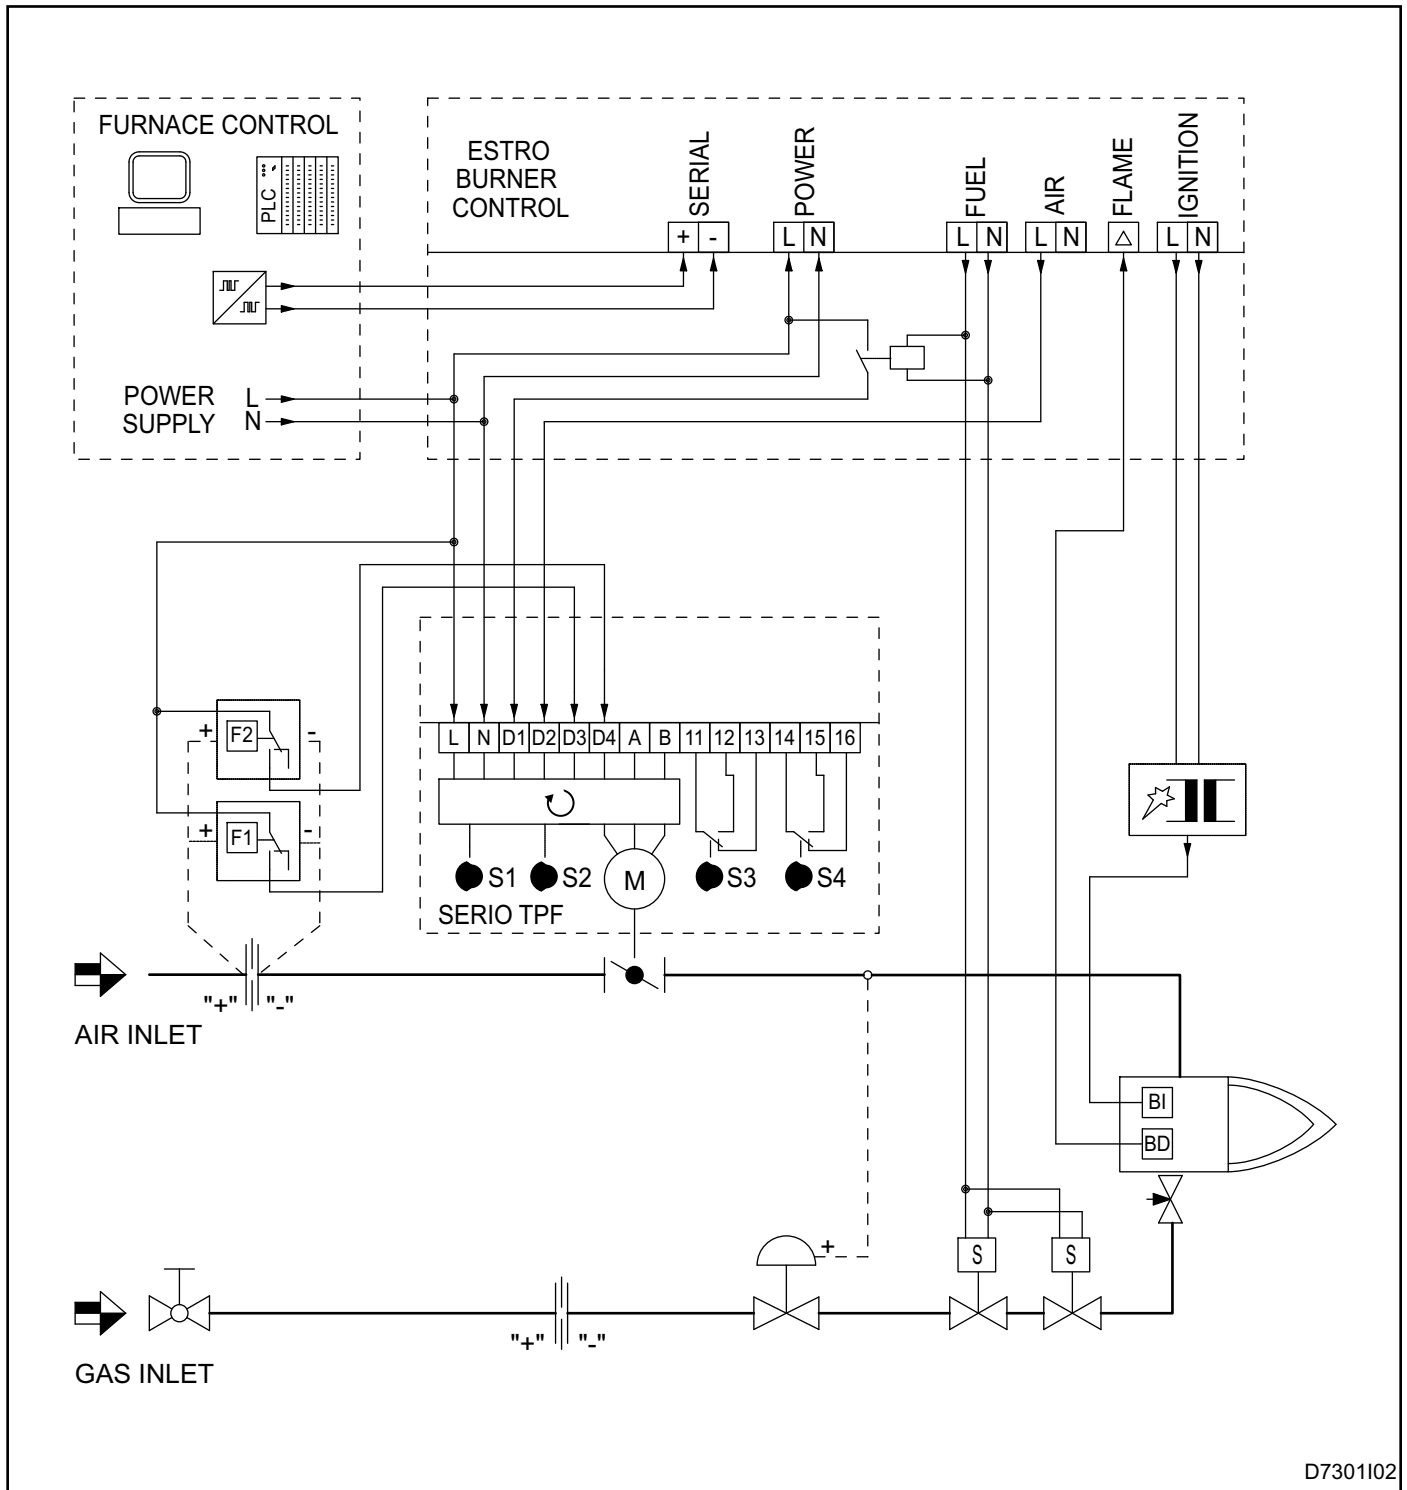 FURNACE CONTROL
PLC
POWER
SUPPLY
L
N
ESTRO
BURNER
CONTROL
SERIAL
POWER
FUEL
AIR
FLAME
IGNITION
+ -
L N
L N
L N
△
L N
+ F2 -
+ F1 -
L N D1 D2 D3 D4 A B 11 12 13 14 15 16
S1 S2 M S3 S4
SERIO TPF
"+" "-"
AIR INLET
BI
BD
+
S
S
"+" "-"
GAS INLET
D7301I02